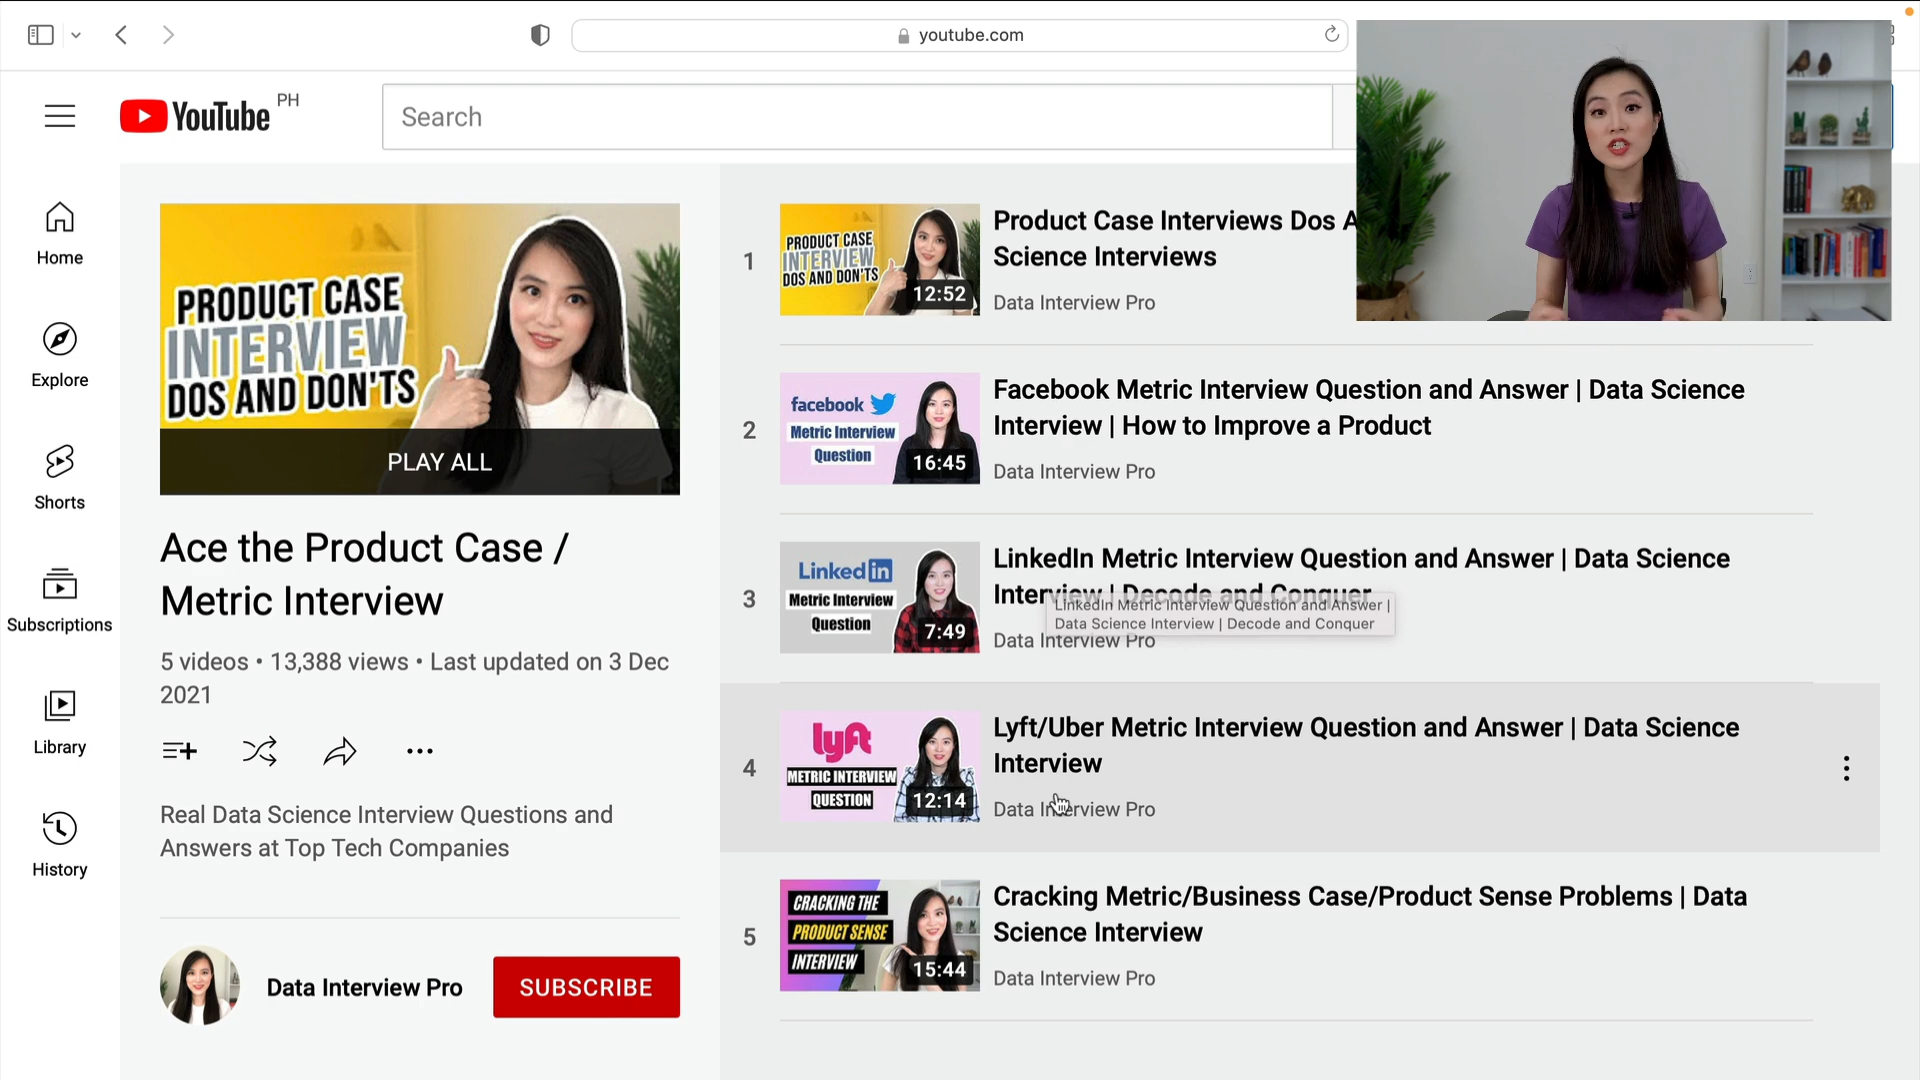 youtube.com
YouTube PH
Search
Home
Explore
Shorts
Subscriptions
Library
History
PRODUCT CASE
INTERVIEW
DOS AND DON'TS
PLAY ALL
Ace the Product Case /
Metric Interview
5 videos • 13,388 views • Last updated on 3 Dec
2021
Real Data Science Interview Questions and
Answers at Top Tech Companies
Data Interview Pro
SUBSCRIBE
1
PRODUCT CASE
INTERVIEW
DOS AND DON'TS
12:52
Product Case Interviews Dos A
Science Interviews
Data Interview Pro
2
facebook
Metric Interview
Question
16:45
Facebook Metric Interview Question and Answer | Data Science
Interview | How to Improve a Product
Data Interview Pro
3
Linked in
Metric Interview
Question
7:49
LinkedIn Metric Interview Question and Answer | Data Science
Interview | Decode and Conquer
LinkedIn Metric Interview Question and Answer |
Data Science Interview | Decode and Conquer
Data Interview Pro
4
lyft
METRIC INTERVIEW
QUESTION
12:14
Lyft/Uber Metric Interview Question and Answer | Data Science
Interview
Data Interview Pro
5
CRACKING THE
PRODUCT SENSE
INTERVIEW
15:44
Cracking Metric/Business Case/Product Sense Problems | Data
Science Interview
Data Interview Pro